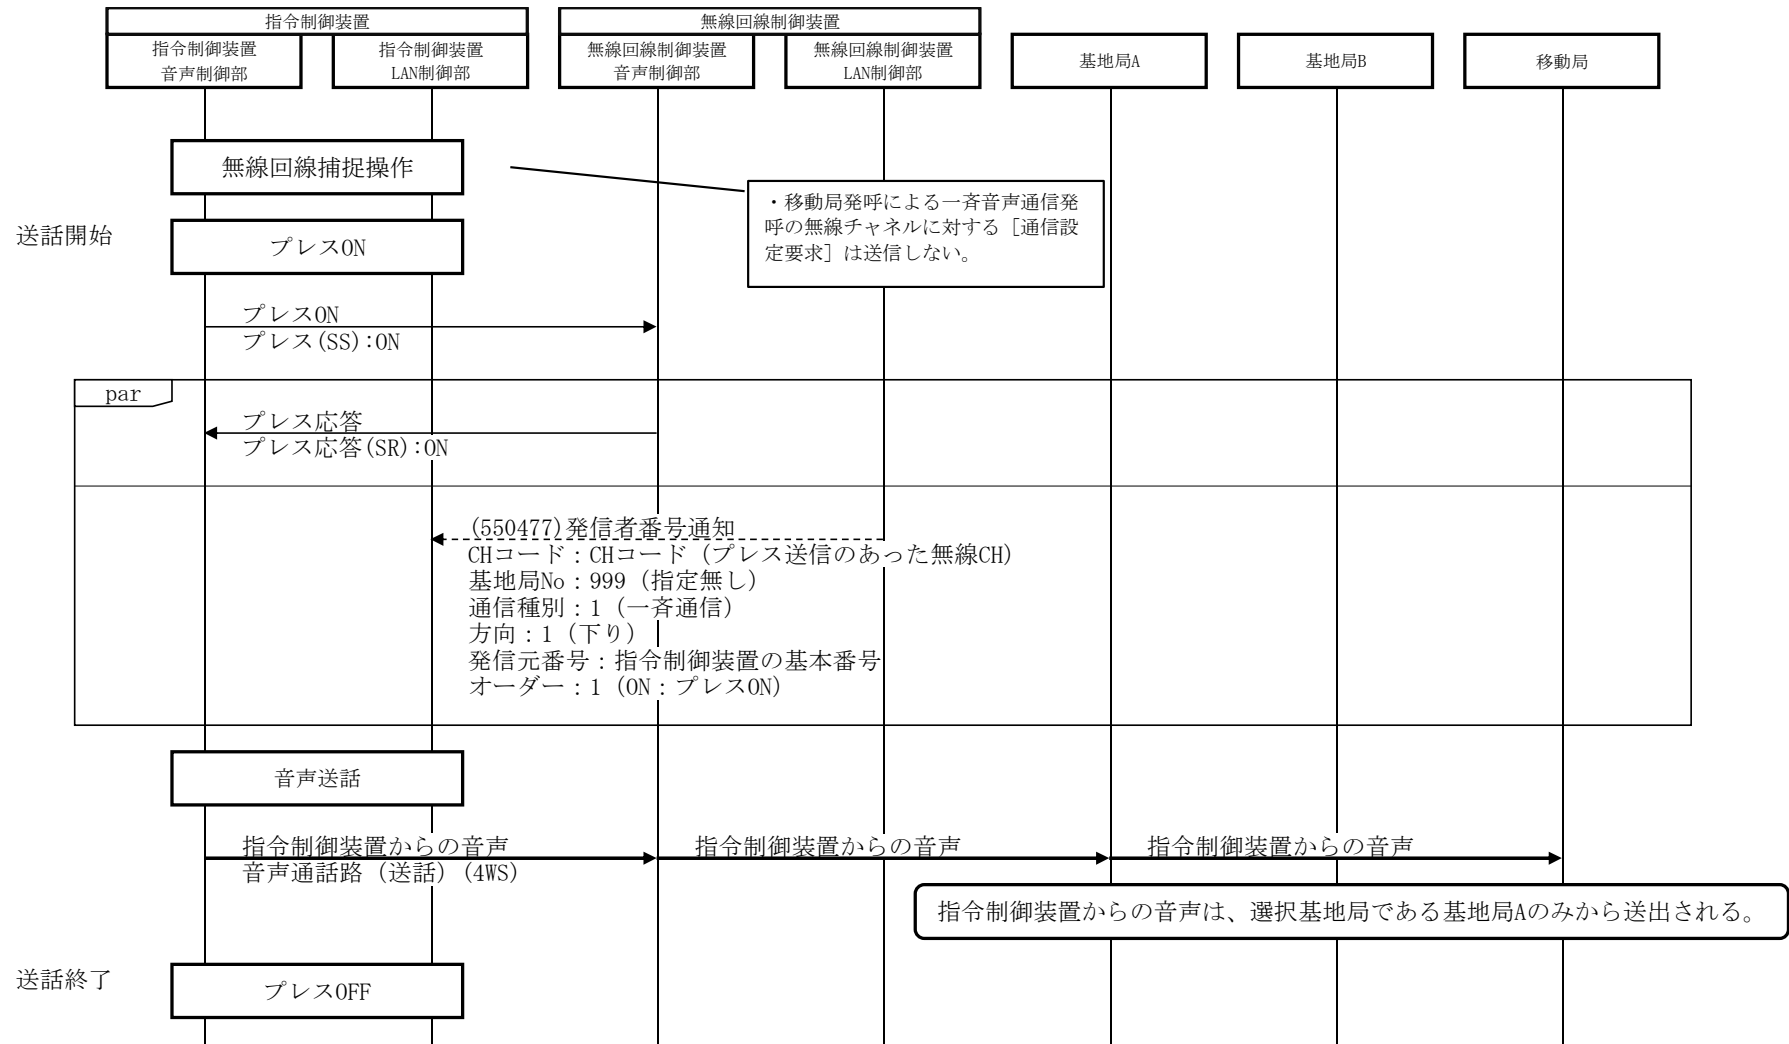 指令制御装置
無線回線制御装置
指令制御装置
音声制御部
指令制御装置
LAN制御部
無線回線制御装置
音声制御部
無線回線制御装置
LAN制御部
基地局A
基地局B
移動局
無線回線捕捉操作
・移動局発呼による一斉音声通信発
呼の無線チャネルに対する［通信設
定要求］は送信しない。
送話開始
プレスON
プレスON
プレス(SS):ON
par
プレス応答
プレス応答(SR):ON
(550477)発信者番号通知
CHコード：CHコード（プレス送信のあった無線CH）
基地局No：999（指定無し）
通信種別：1（一斉通信）
方向：1（下り）
発信元番号：指令制御装置の基本番号
オーダー：1（ON：プレスON）
音声送話
指令制御装置からの音声
音声通話路（送話）(4WS)
指令制御装置からの音声
指令制御装置からの音声
指令制御装置からの音声は、選択基地局である基地局Aのみから送出される。
送話終了
プレスOFF